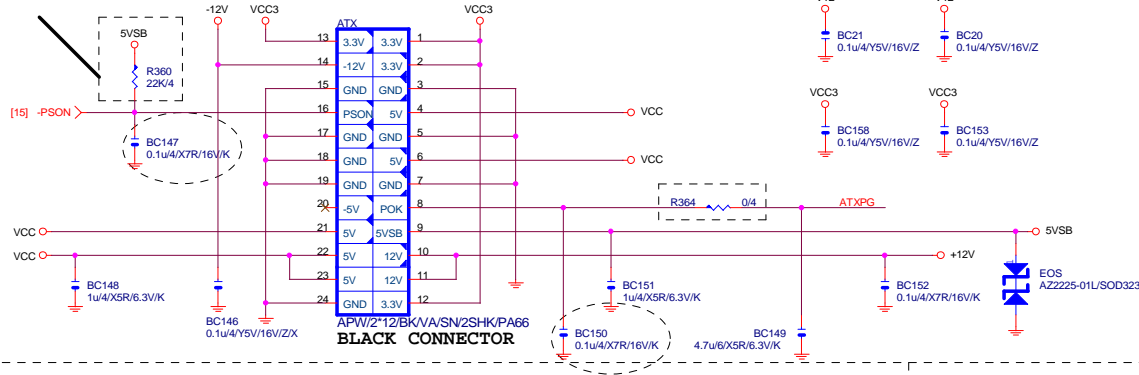 -12V
VCC3
VCC3
5VSB
ATX
R360
22K/4
[15] -PSON
BC147
0.1u/4/X7R/16V/K
13 3.3V 3.3V 1
14 -12V 3.3V 2
15 GND GND 3
16 PSON 5V 4 VCC
17 GND GND 5
18 GND 5V 6 VCC
19 GND GND 7
20 -5V POK 8
21 5V 5VSB 9
22 5V 12V 10
23 5V 12V 11
24 GND 3.3V 12
APW/2*12/BK/VA/SN/2SHK/PA66
BLACK CONNECTOR
VCC
VCC
BC148
1u/4/X5R/6.3V/K
BC146
0.1u/4/Y5V/16V/Z/X
R364 0/4
ATXPG
BC151
1u/4/X5R/6.3V/K
BC150
0.1u/4/X7R/16V/K
BC149
4.7u/6/X5R/6.3V/K
5VSB
+12V
BC152
0.1u/4/X7R/16V/K
EOS
AZ2225-01L/SOD323
BC21
0.1u/4/Y5V/16V/Z
BC20
0.1u/4/Y5V/16V/Z
VCC3
BC158
0.1u/4/Y5V/16V/Z
VCC3
BC153
0.1u/4/Y5V/16V/Z